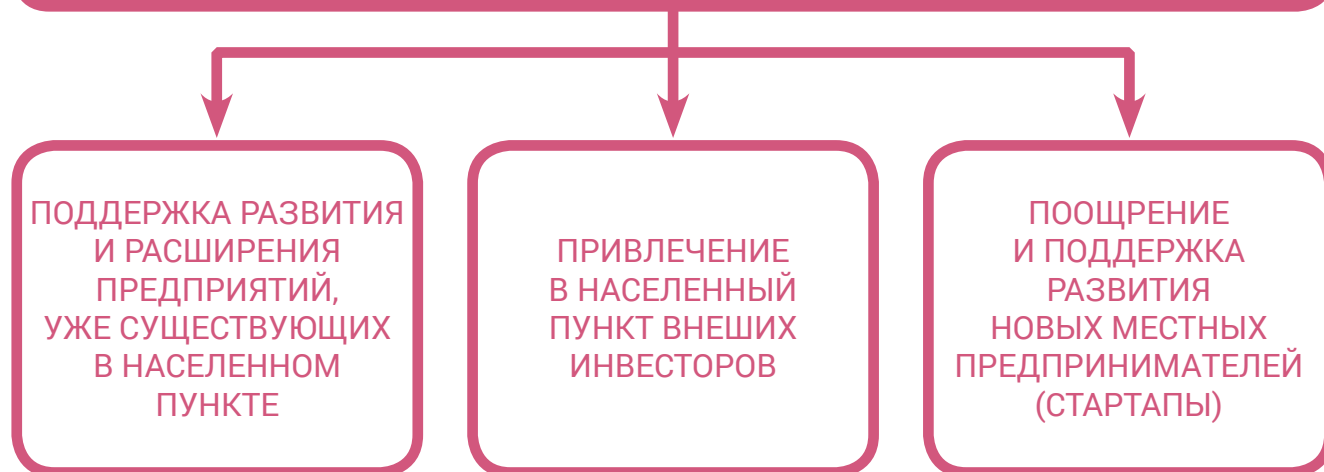 ПОДДЕРЖКА РАЗВИТИЯ
И РАСШИРЕНИЯ
ПРЕДПРИЯТИЙ,
УЖЕ СУЩЕСТВУЮЩИХ
В НАСЕЛЕННОМ
ПУНКТЕ
ПРИВЛЕЧЕНИЕ
В НАСЕЛЕННЫЙ
ПУНКТ ВНЕШИХ
ИНВЕСТОРОВ
ПООЩРЕНИЕ
И ПОДДЕРЖКА
РАЗВИТИЯ
НОВЫХ МЕСТНЫХ
ПРЕДПРИНИМАТЕЛЕЙ
(СТАРТАПЫ)